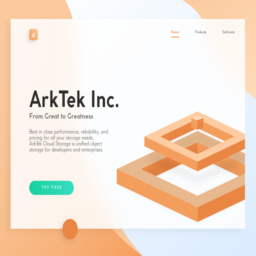 Home Products Software
ArkTek Inc.
From Great to Greatness
Best in class performance, reliability, and
pricing for all your storage needs.
ArkTek Cloud Storage is unified object
storage for developers and enterprises.
TRY FREE